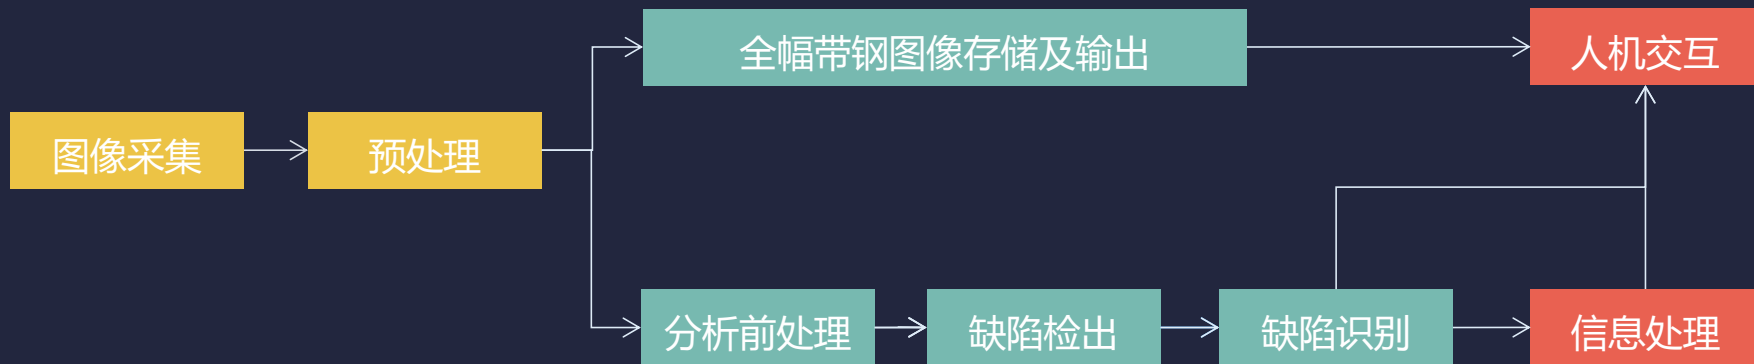 全幅带钢图像存储及输出
人机交互
图像采集
预处理
分析前处理
缺陷检出
缺陷识别
信息处理